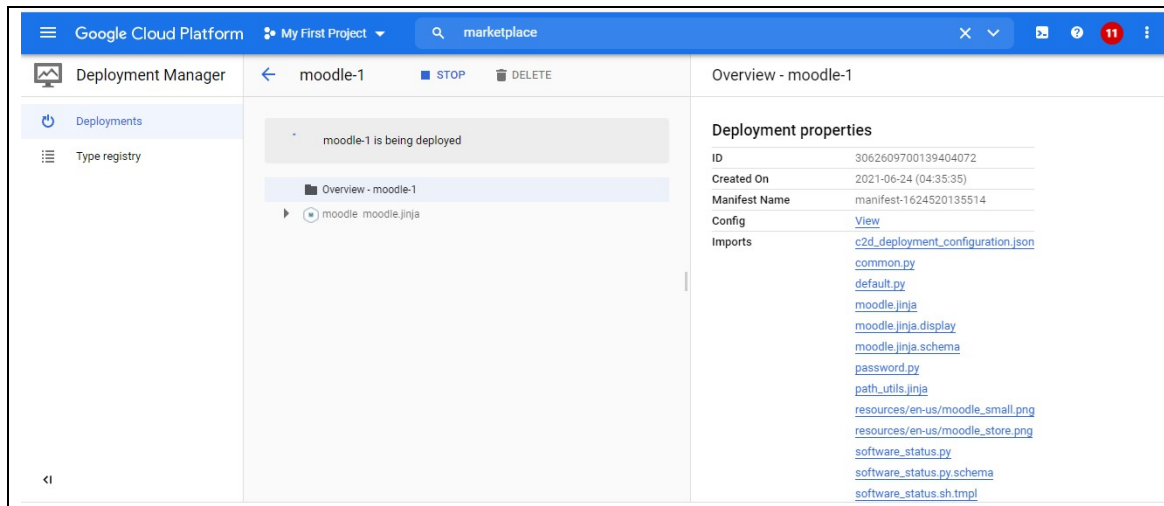 Google Cloud Platform My First Project marketplace 11
Deployment Manager
Deployments
Type registry
moodle-1 STOP DELETE
moodle-1 is being deployed
Overview - moodle-1
moodle moodle.jinja
Overview - moodle-1
Deployment properties
ID 3062609700139404072
Created On 2021-06-24 (04:35:35)
Manifest Name manifest-1624520135514
Config View
Imports c2d_deployment_configuration.json
common.py
default.py
moodle.jinja
moodle.jinja.display
moodle.jinja.schema
password.py
path_utils.jinja
resources/en-us/moodle_small.png
resources/en-us/moodle_store.png
software_status.py
software_status.py.schema
software_status.sh.tmpl